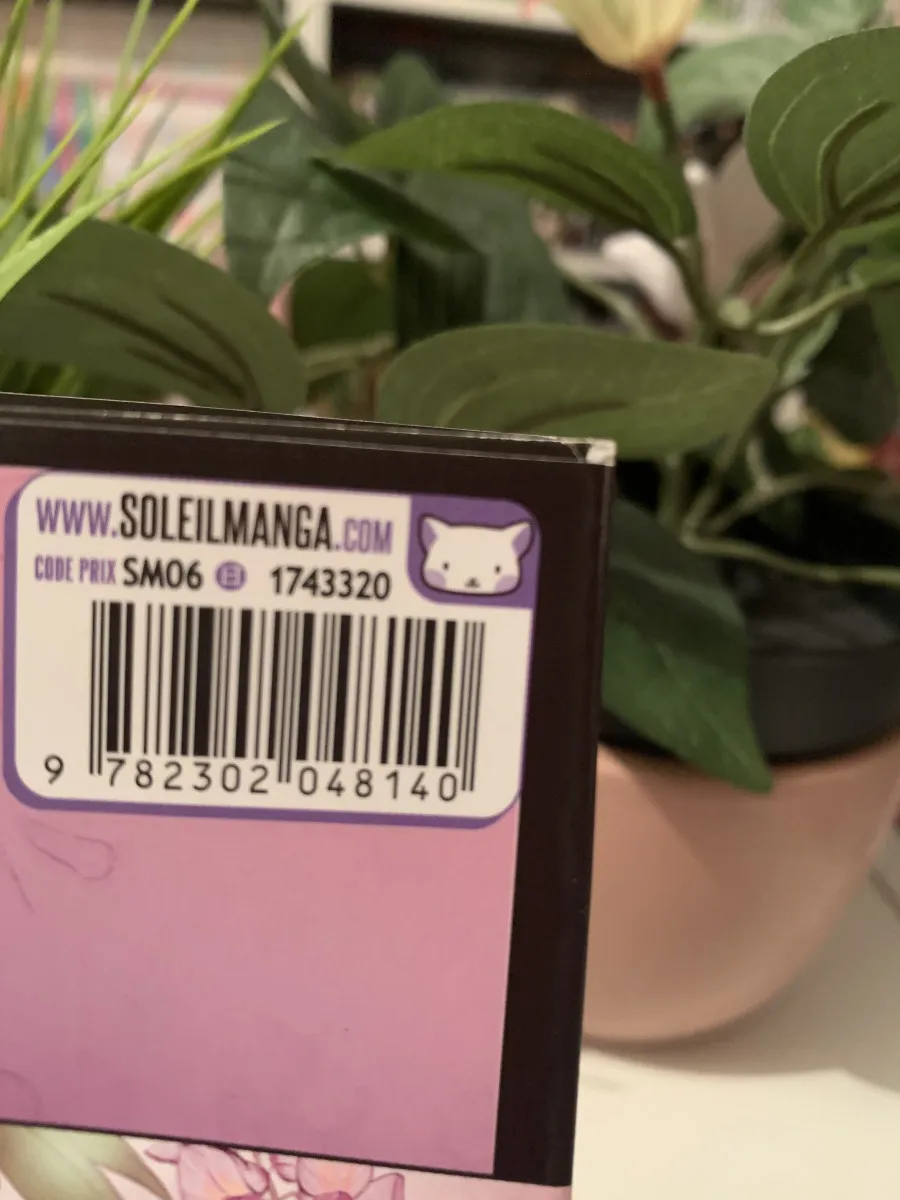 WWW.SOLEILMANGA.COM
CODE PRIX SM06 1743320
9 782302 048140